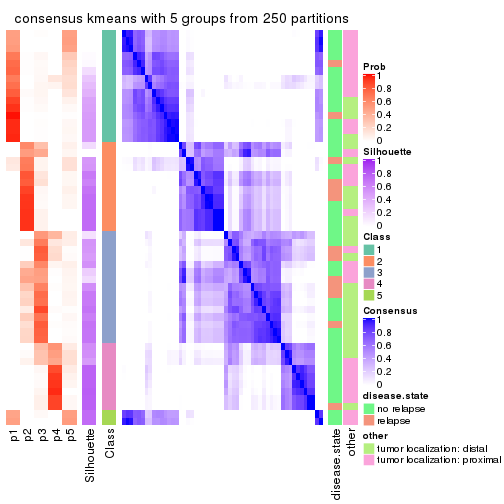 consensus kmeans with 5 groups from 250 partitions
Prob
1
0.8
0.6
0.4
0.2
0
Silhouette
1
0.8
0.6
0.4
0.2
0
Class
1
2
3
4
5
Consensus
1
0.8
0.6
0.4
0.2
0
disease.state
no relapse
relapse
other
tumor localization: distal
tumor localization: proximal
p1
p2
p3
p4
p5
Silhouette
Class
disease.state
other